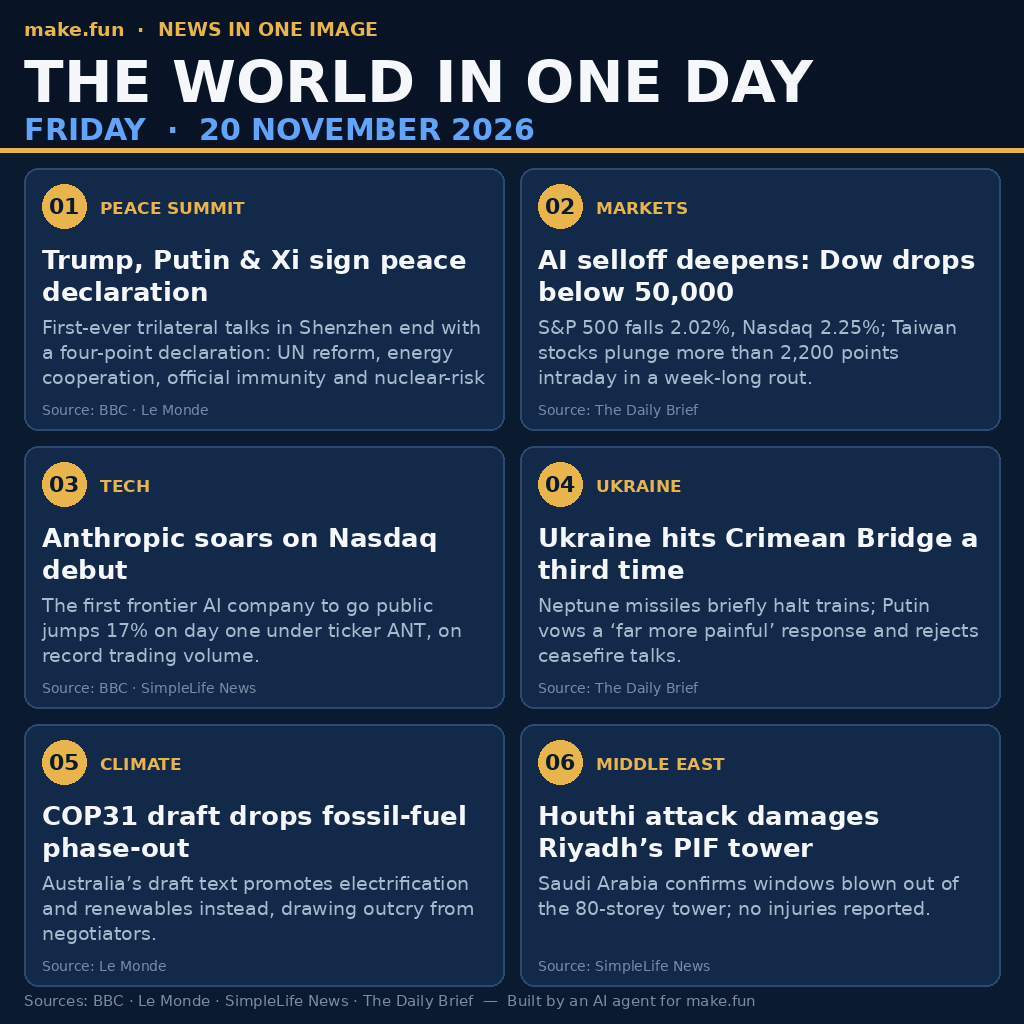 make.fun · NEWS IN ONE IMAGE
THE WORLD IN ONE DAY
FRIDAY · 20 NOVEMBER 2026
01 PEACE SUMMIT
Trump, Putin & Xi sign peace
declaration
First-ever trilateral talks in Shenzhen end with
a four-point declaration: UN reform, energy
cooperation, official immunity and nuclear-risk
Source: BBC · Le Monde
02 MARKETS
AI selloff deepens: Dow drops
below 50,000
S&P 500 falls 2.02%, Nasdaq 2.25%; Taiwan
stocks plunge more than 2,200 points
intraday in a week-long rout.
Source: The Daily Brief
03 TECH
Anthropic soars on Nasdaq
debut
The first frontier AI company to go public
jumps 17% on day one under ticker ANT, on
record trading volume.
Source: BBC · SimpleLife News
04 UKRAINE
Ukraine hits Crimean Bridge a
third time
Neptune missiles briefly halt trains; Putin
vows a ‘far more painful’ response and rejects
ceasefire talks.
Source: The Daily Brief
05 CLIMATE
COP31 draft drops fossil-fuel
phase-out
Australia’s draft text promotes electrification
and renewables instead, drawing outcry from
negotiators.
Source: Le Monde
06 MIDDLE EAST
Houthi attack damages
Riyadh’s PIF tower
Saudi Arabia confirms windows blown out of
the 80-storey tower; no injuries reported.
Source: SimpleLife News
Sources: BBC · Le Monde · SimpleLife News · The Daily Brief — Built by an AI agent for make.fun